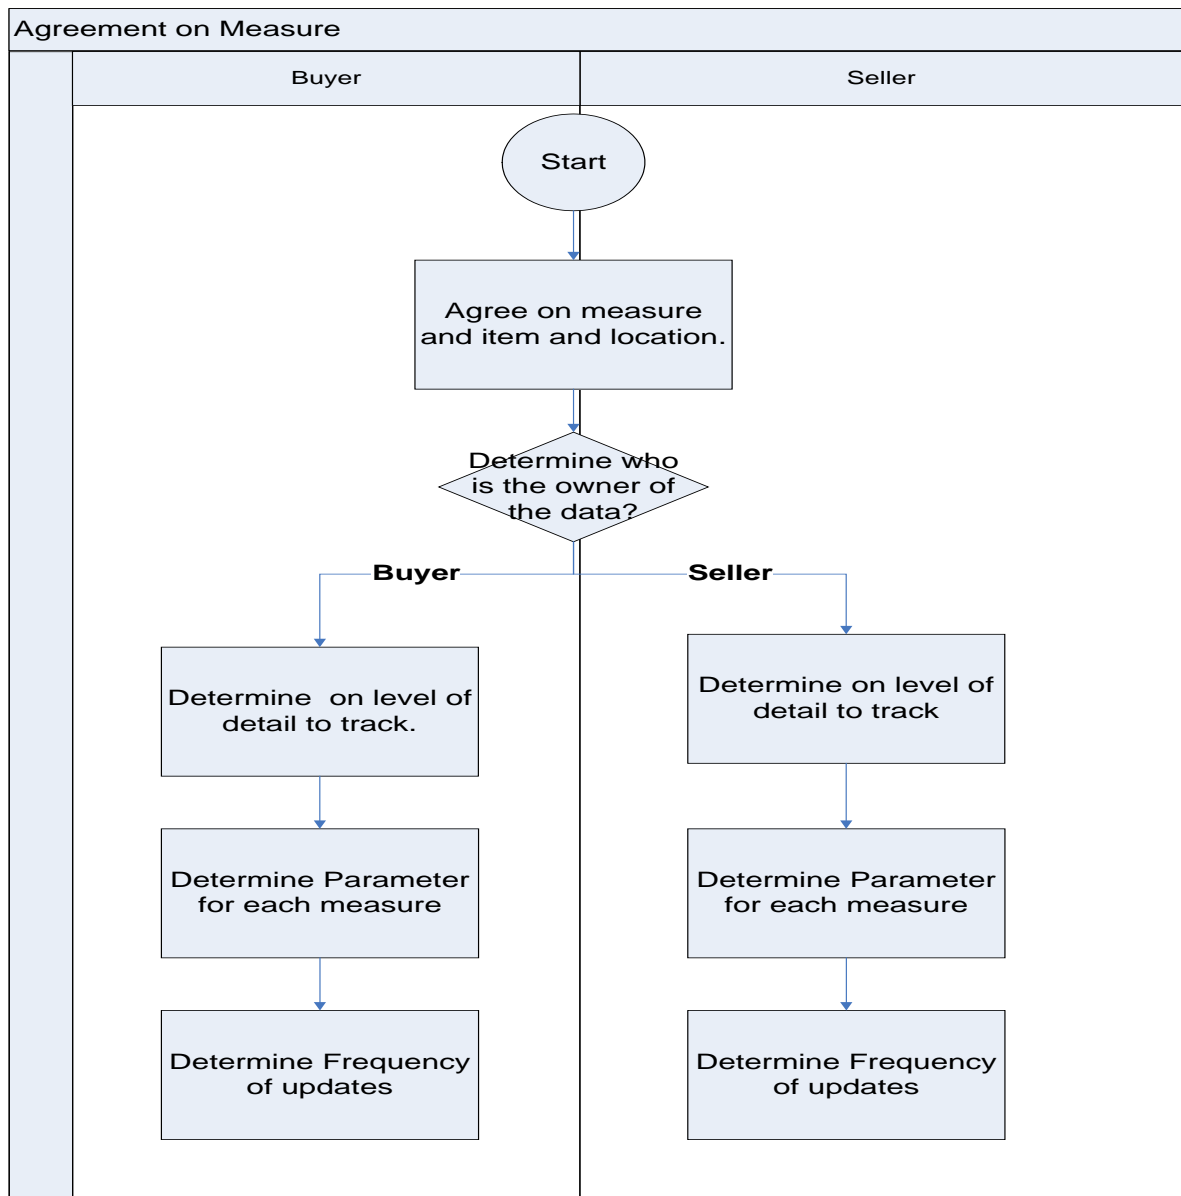 Agreement on Measure
Buyer
Seller
Start
Agree on measure
and item and location.
Determine who
is the owner of
the data?
Buyer
Seller
Determine  on level of
detail to track.
Determine on level of
detail to track
Determine Parameter
for each measure
Determine Parameter
for each measure
Determine Frequency
of updates
Determine Frequency
of updates